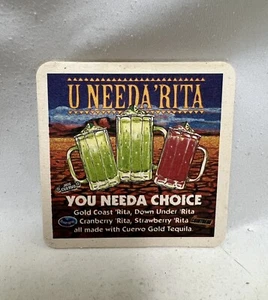 U NEEDA 'RITA
YOU NEEDA CHOICE
Gold Coast 'Rita, Down Under 'Rita
Cranberry 'Rita, Strawberry 'Rita
all made with Cuervo Gold Tequila.